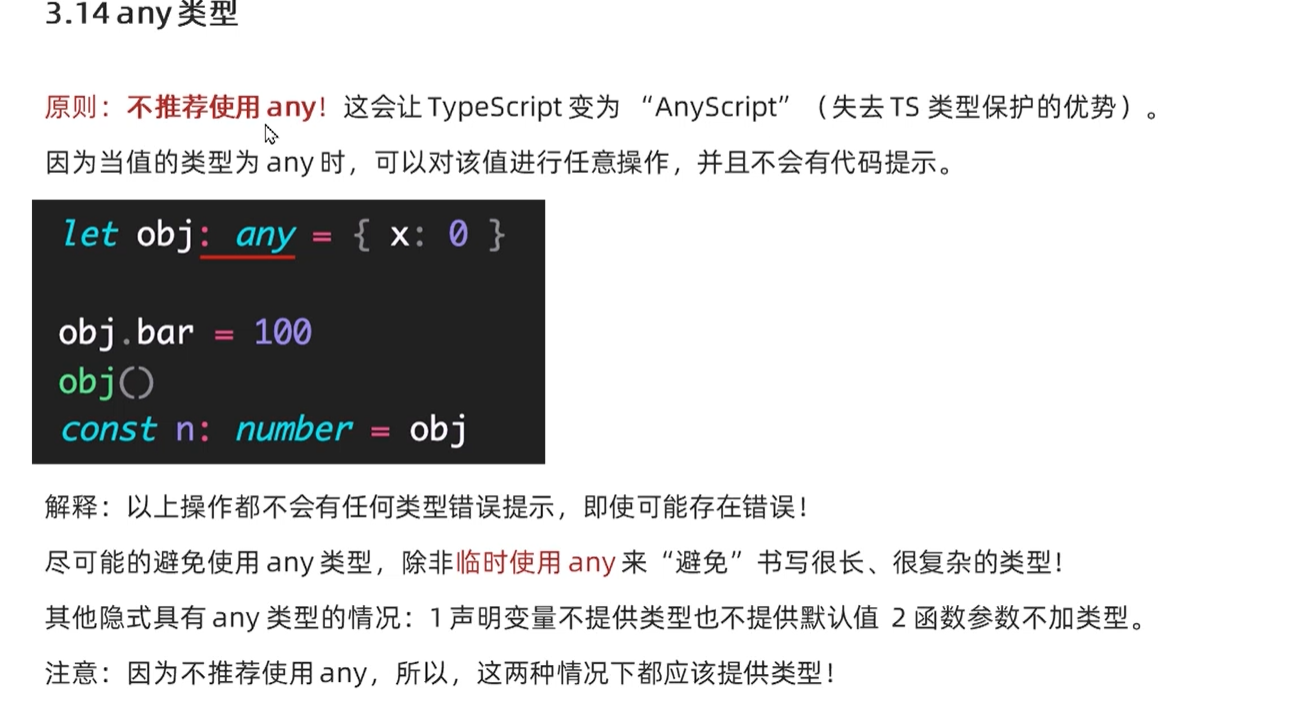 3.14 any 类型
原则：不推荐使用 any！这会让 TypeScript 变为 “AnyScript”（失去 TS 类型保护的优势）。
因为当值的类型为 any 时，可以对该值进行任意操作，并且不会有代码提示。
let obj: any = { x: 0 }
obj.bar = 100
obj()
const n: number = obj
解释：以上操作都不会有任何类型错误提示，即使可能存在错误！
尽可能的避免使用 any 类型，除非临时使用 any 来“避免”书写很长、很复杂的类型！
其他隐式具有 any 类型的情况：1 声明变量不提供类型也不提供默认值 2 函数参数不加类型。
注意：因为不推荐使用 any，所以，这两种情况下都应该提供类型！